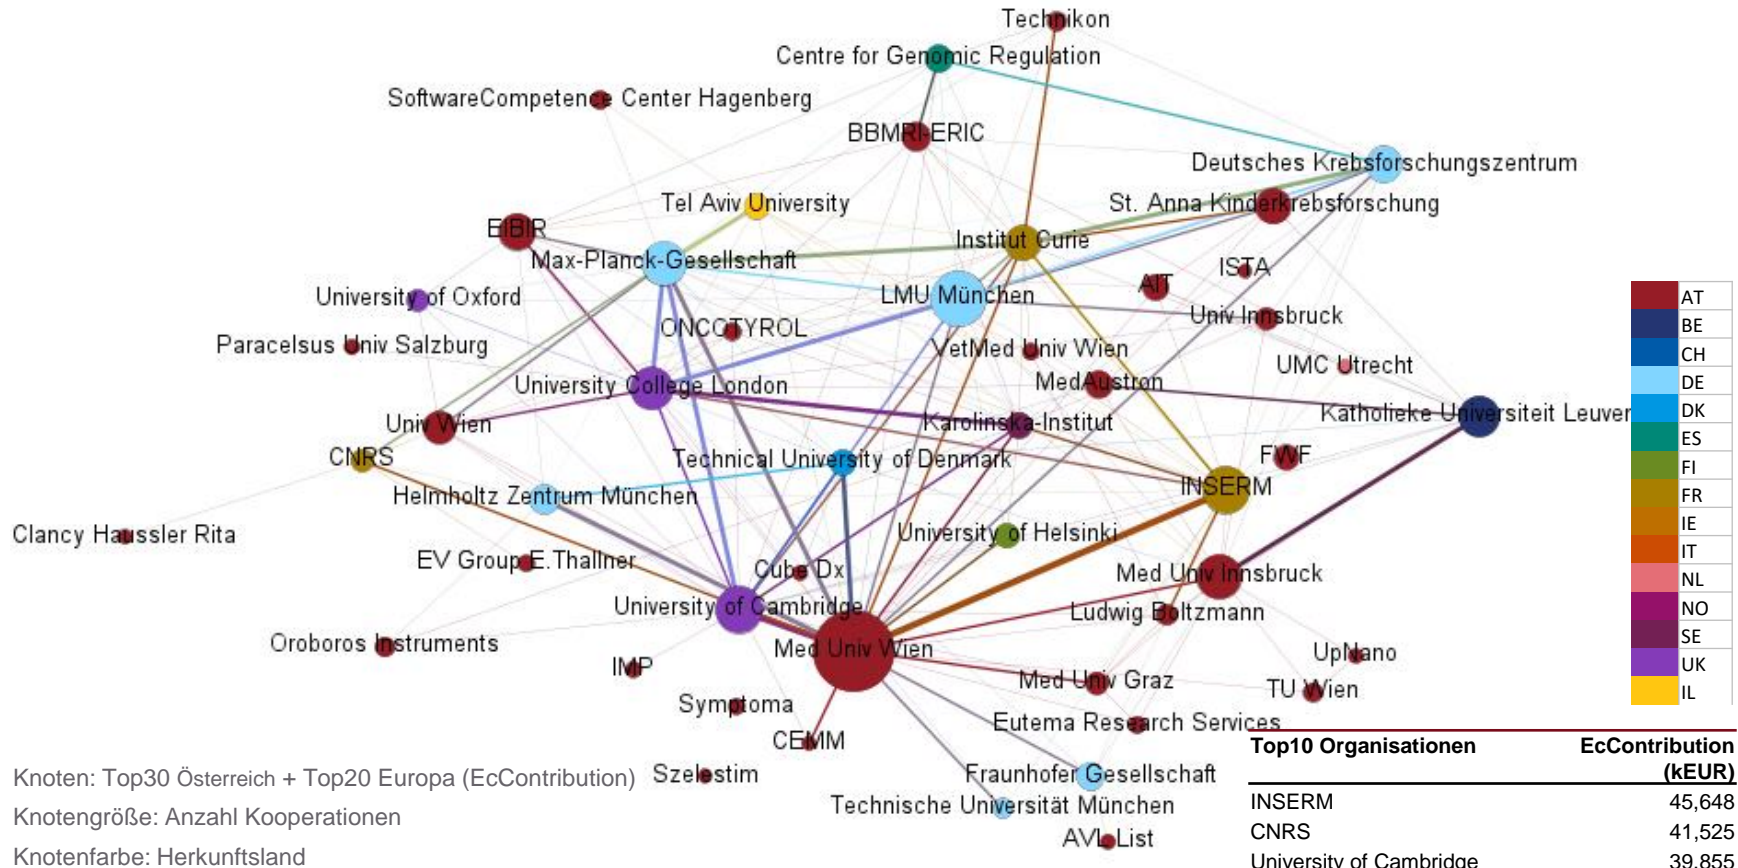 Technikon
Centre for Genomic Regulation
SoftwareCompetence Center Hagenberg
BBMRI-ERIC
Deutsches Krebsforschungszentrum
Tel Aviv University
St. Anna Kinderkrebsforschung
EIBIR
Institut Curie
Max-Planck-Gesellschaft
ISTA
AIT
University of Oxford
LMU München
Univ Innsbruck
ONCOTYROL
Paracelsus Univ Salzburg
VetMed Univ Wien
UMC Utrecht
University College London
MedAustron
Katholieke Universiteit Leuven
Univ Wien
Karolinska-Institut
CNRS
Technical University of Denmark
FWF
Helmholtz Zentrum München
INSERM
Clancy Haussler Rita
University of Helsinki
EV Group E.Thallner
Cube Dx
Med Univ Innsbruck
University of Cambridge
Ludwig Boltzmann
Oroboros Instruments
Med Univ Wien
UpNano
IMP
Med Univ Graz
TU Wien
Symptoma
Eutema Research Services
CEMM
Szelestim
Fraunhofer Gesellschaft
Technische Universität München
AVL List
AT
BE
CH
DE
DK
ES
FI
FR
IE
IT
NL
NO
SE
UK
IL
Knoten: Top30 Österreich + Top20 Europa (EcContribution)
Knotengröße: Anzahl Kooperationen
Knotenfarbe: Herkunftsland
Top10 Organisationen EcContribution
(kEUR)
INSERM 45,648
CNRS 41,525
University of Cambridge 39,855